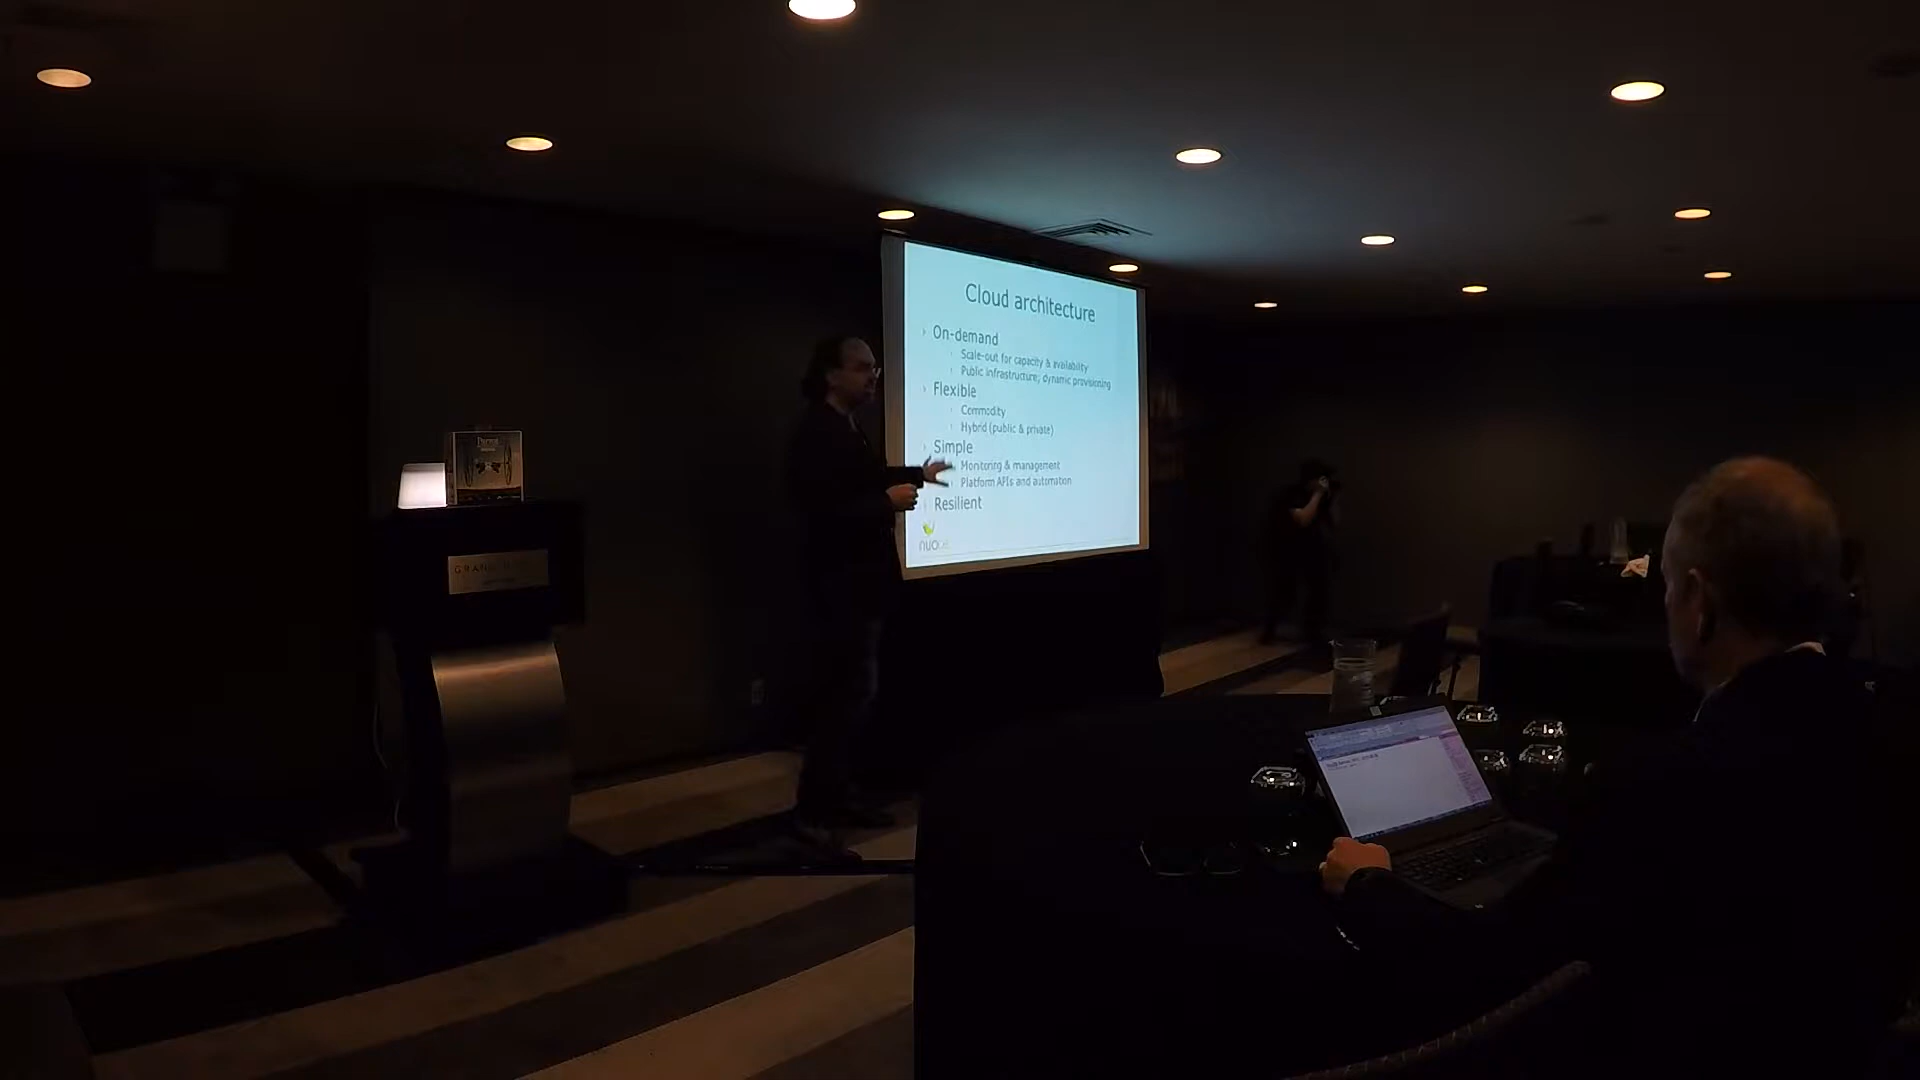 Cloud architecture
On-demand
Scale-out for capacity & availability
Public infrastructure; dynamic provisioning
Flexible
Commodity
Hybrid (public & private)
Simple
Monitoring & management
Platform APIs and automation
Resilient